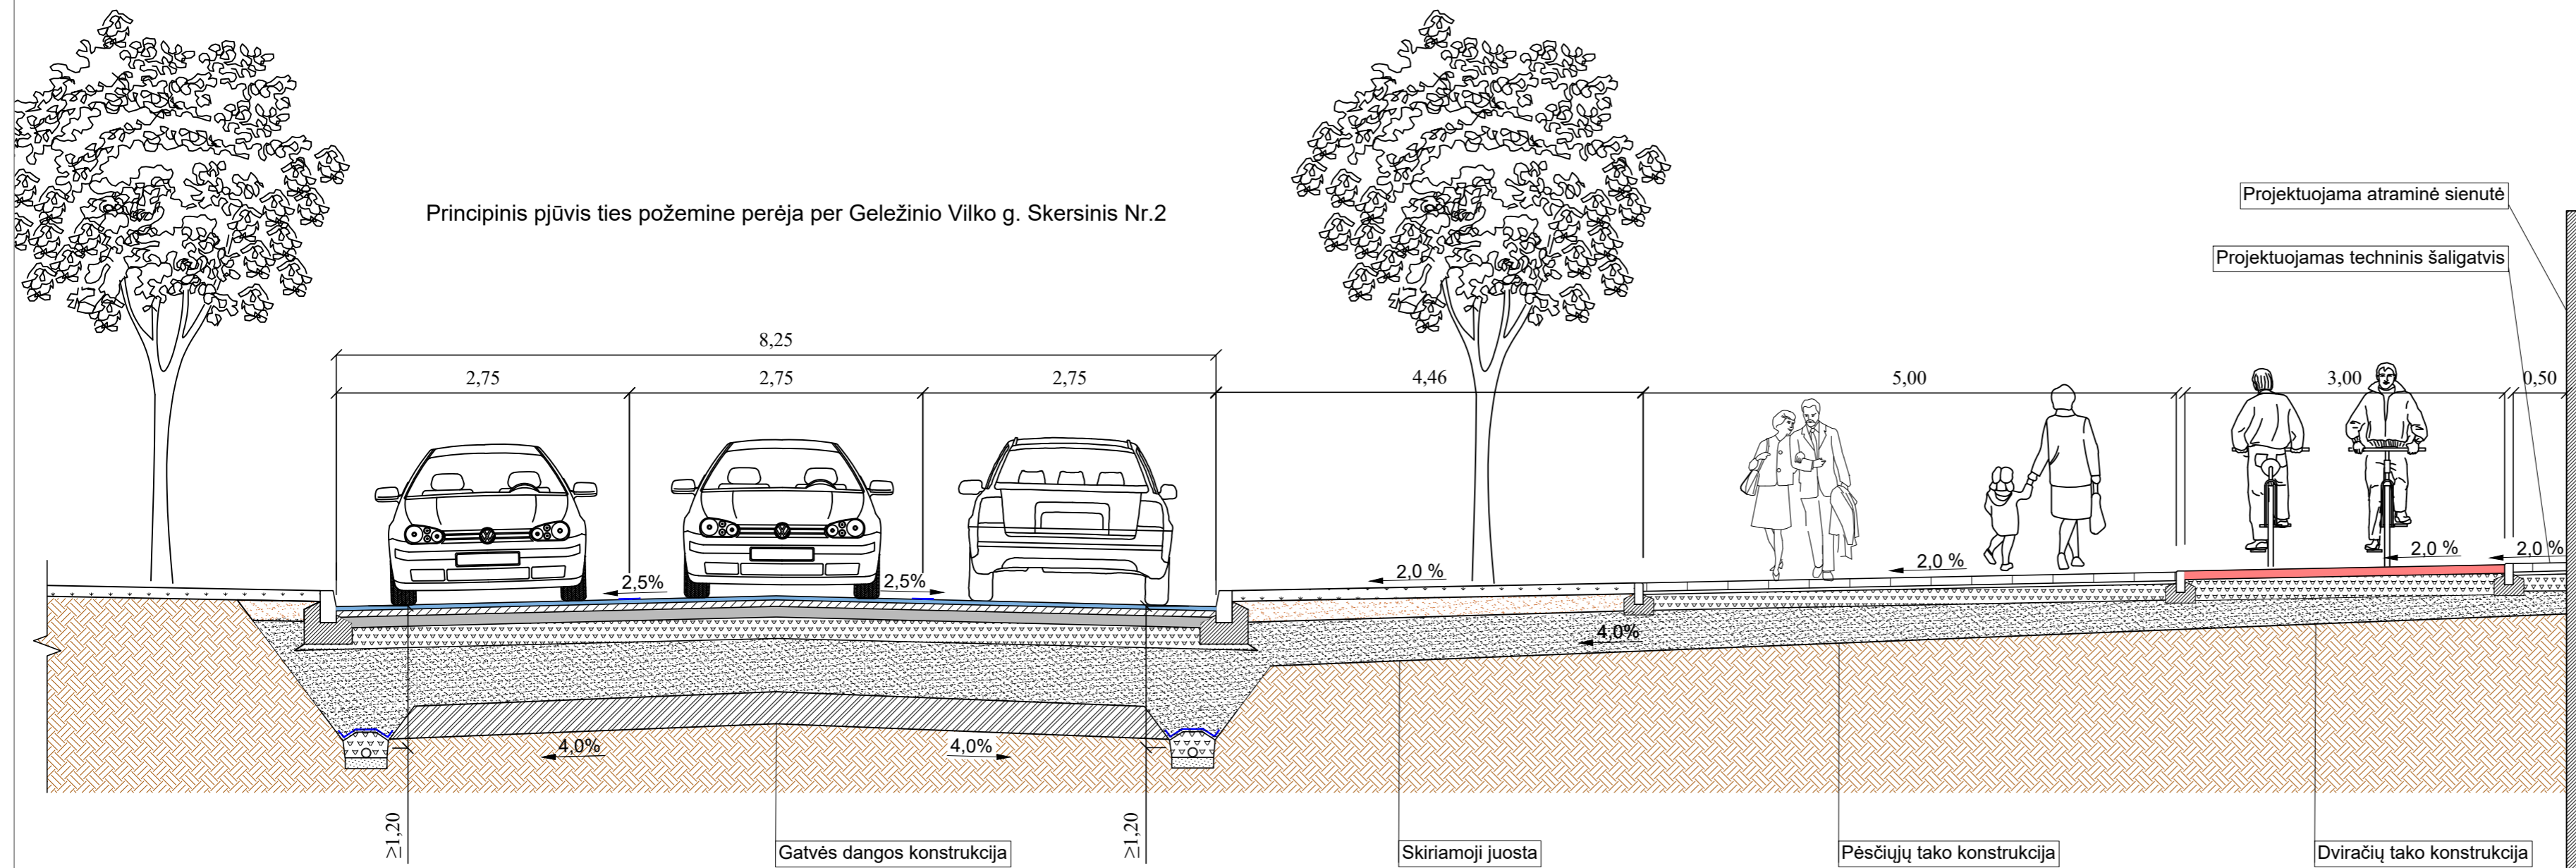 Principinis pjūvis ties požemine perėja per Geležinio Vilko g. Skersinis Nr.2
Projektuojama atraminė sienutė
Projektuojamas techninis šaligatvis
8,25
2,75
2,75
2,75
4,46
5,00
3,00
0,50
2,5%
2,5%
2,0 %
2,0 %
2,0 %
2,0 %
4,0%
4,0%
4,0%
≥1,20
≥1,20
Gatvės dangos konstrukcija
Skiriamoji juosta
Pėsčiųjų tako konstrukcija
Dviračių tako konstrukcija